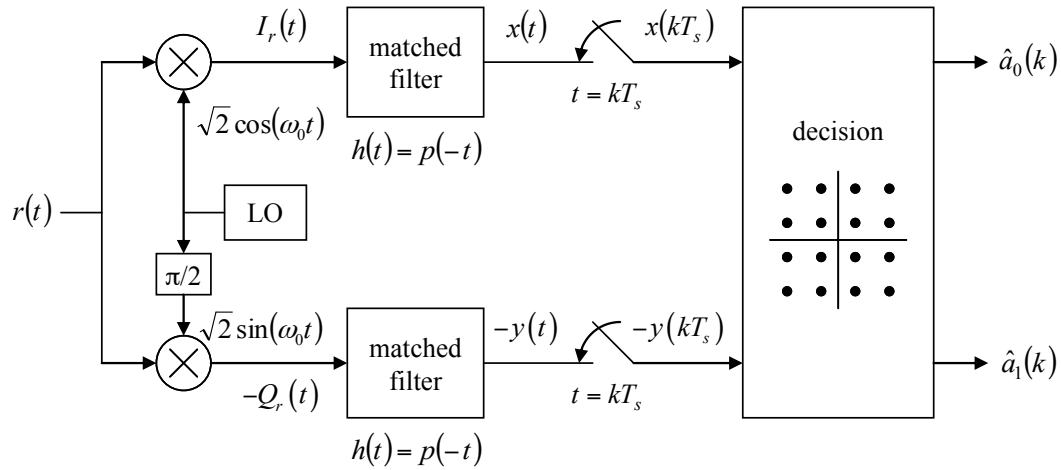 I_r(t)
matched
filter
x(t)
x(kT_s)
â_0(k)
√2 cos(ω_0t)
t = kT_s
decision
h(t) = p(−t)
r(t)
LO
π/2
√2 sin(ω_0t)
matched
filter
−y(t)
−y(kT_s)
â_1(k)
−Q_r(t)
t = kT_s
h(t) = p(−t)